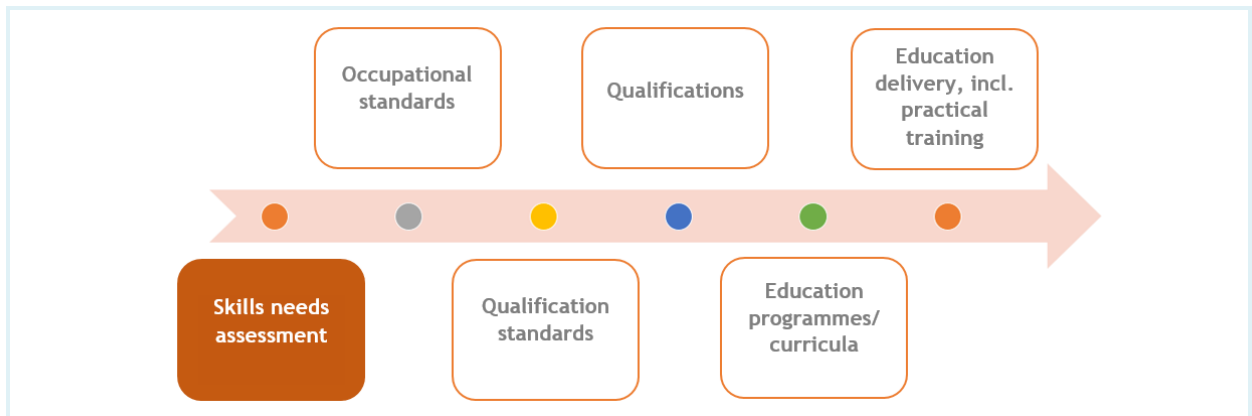 Occupational
standards
Qualifications
Education
delivery, incl.
practical
training
Skills needs
assessment
Qualification
standards
Education
programmes/
curricula